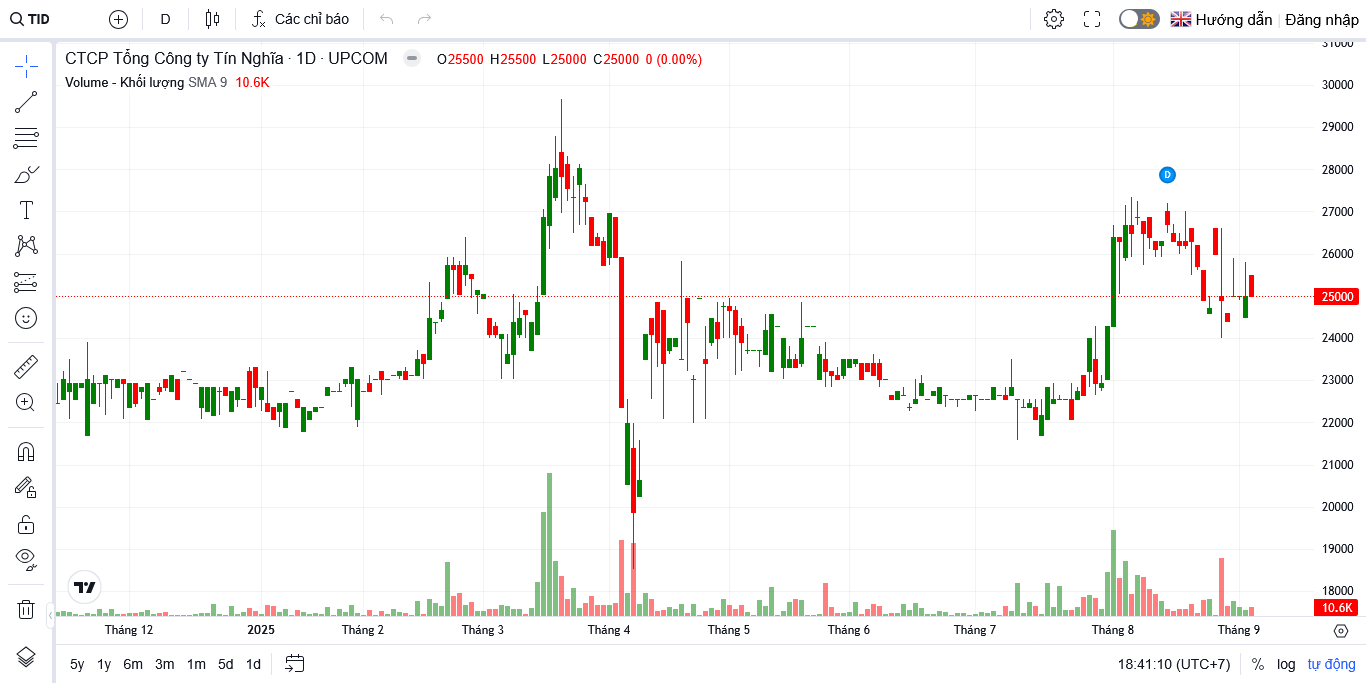 TID D Các chỉ báo Hướng dẫn Đăng nhập
CTCP Tổng Công ty Tín Nghĩa · 1D · UPCOM O25500 H25500 L25000 C25000 0 (0.00%)
Volume - Khối lượng SMA 9 10.6K
31000
30000
29000
28000
D
27000
26000
25000
24000
23000
22000
21000
20000
19000
18000
10.6K
Tháng 12 2025 Tháng 2 Tháng 3 Tháng 4 Tháng 5 Tháng 6 Tháng 7 Tháng 8 Tháng 9
5y 1y 6m 3m 1m 5d 1d 18:41:10 (UTC+7) % log tự động